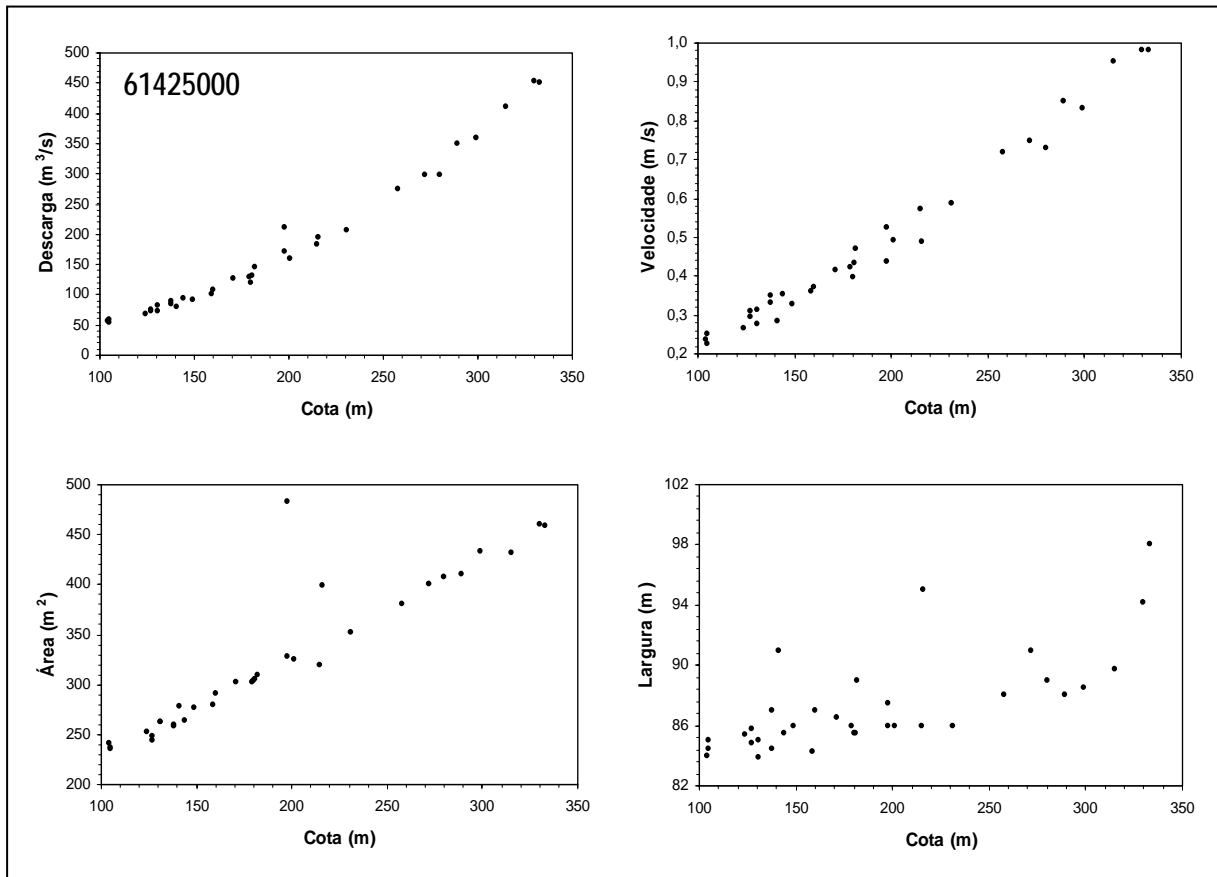 61425000
Descarga (m³/s)
500
450
400
350
300
250
200
150
100
50
0
100 150 200 250 300 350
Cota (m)
Velocidade (m /s)
1,0
0,9
0,8
0,7
0,6
0,5
0,4
0,3
0,2
100 150 200 250 300 350
Cota (m)
Área (m²)
500
450
400
350
300
250
200
100 150 200 250 300 350
Cota (m)
Largura (m )
102
98
94
90
86
82
100 150 200 250 300 350
Cota (m)